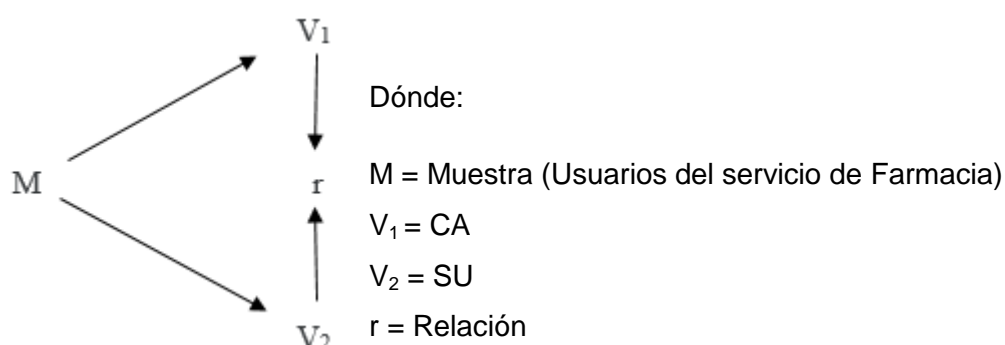 V₁
Dónde:
M
r
M = Muestra (Usuarios del servicio de Farmacia)
V₁ = CA
V₂ = SU
V₂
r = Relación